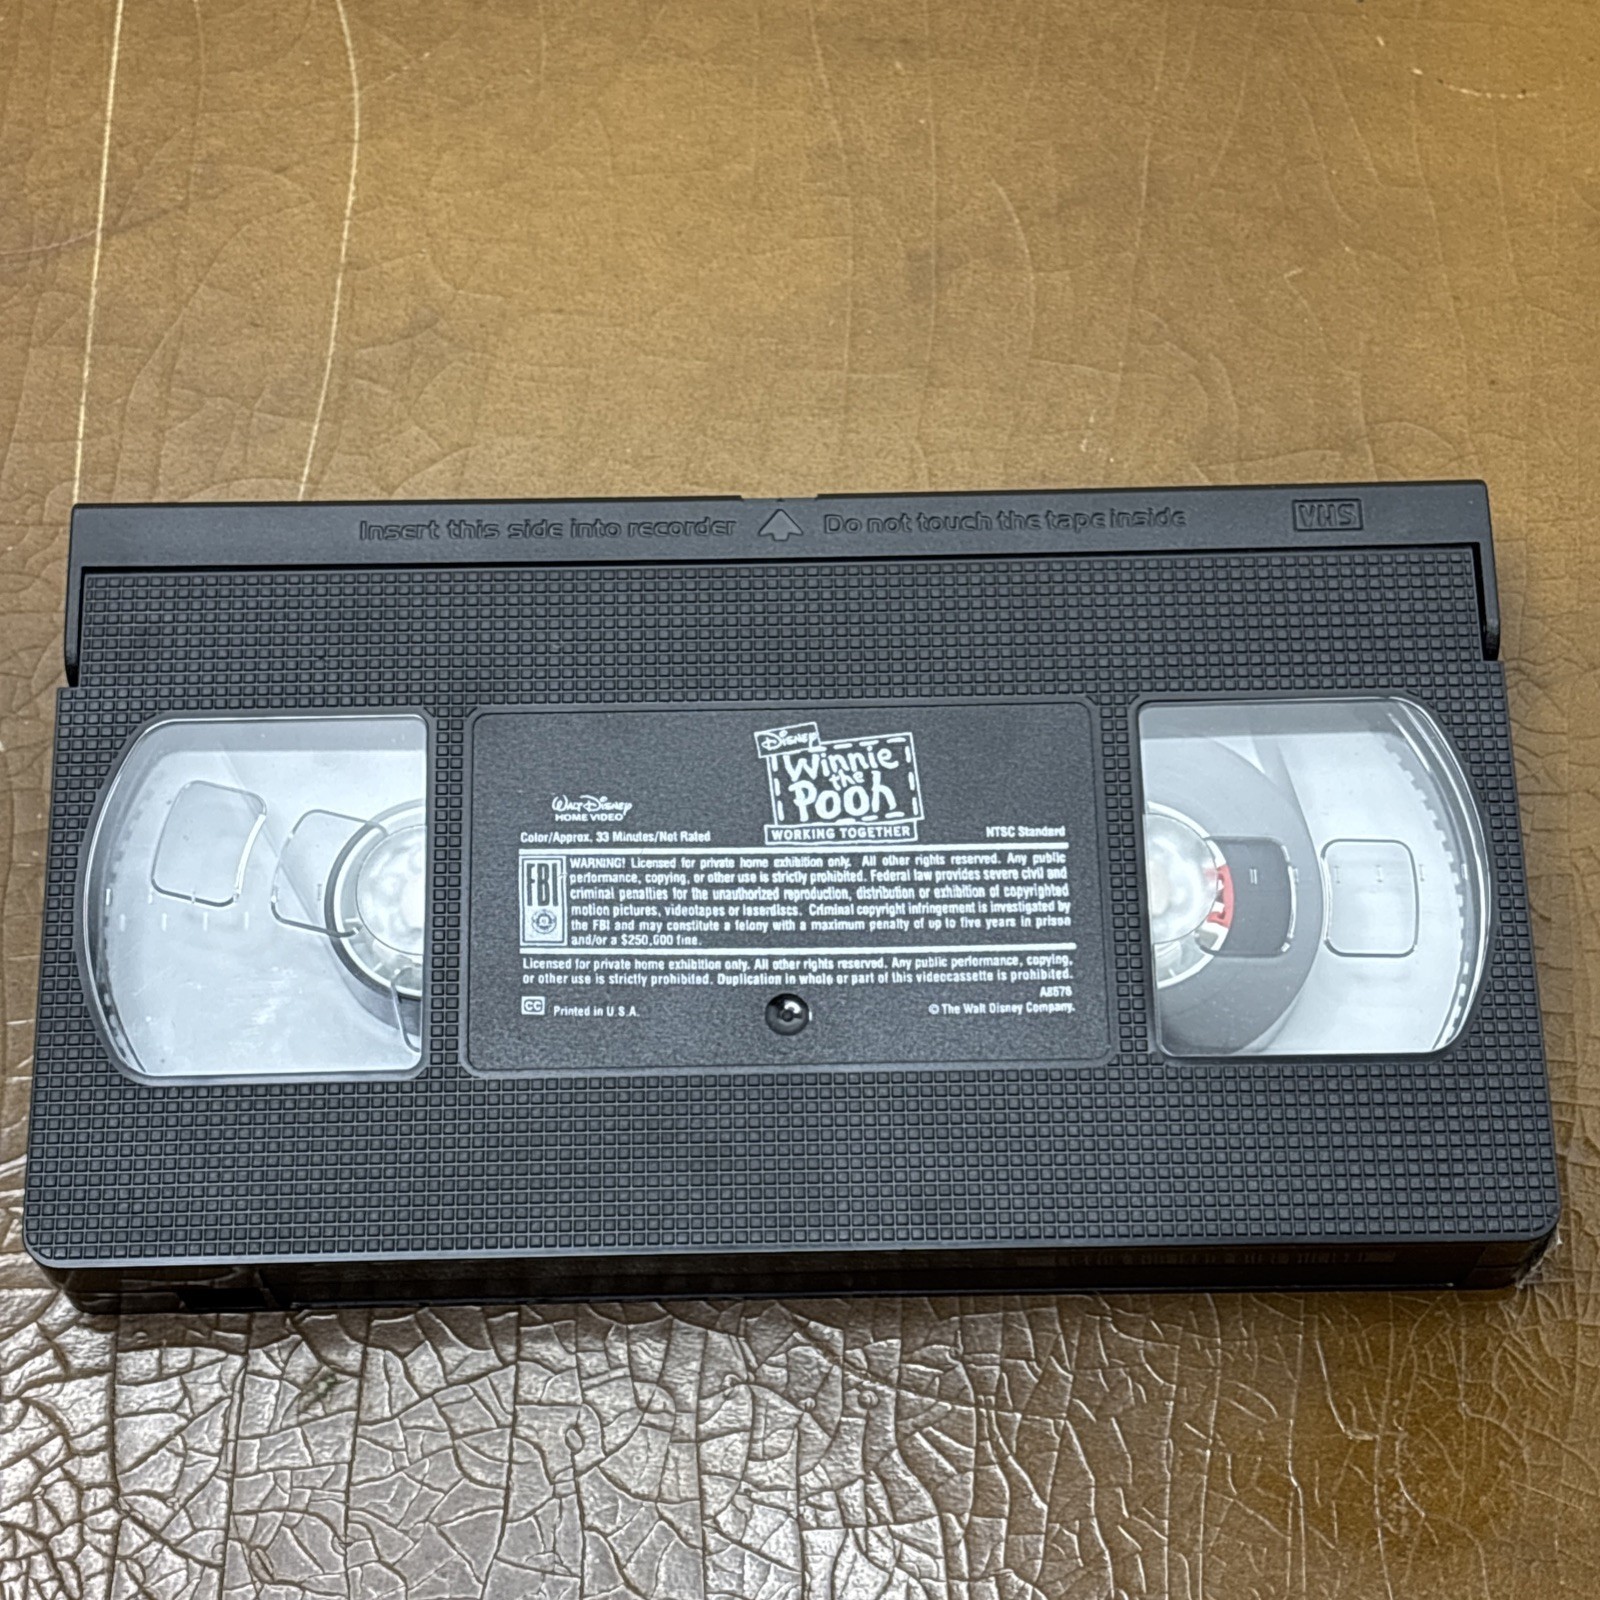 Insert this side into recorder Do not touch the tape inside VHS
Disney
Winnie
the
Pooh
WORKING TOGETHER
WALT DISNEY
HOME VIDEO
Color/Approx. 33 Minutes/Not Rated NTSC Standard
FBI
WARNING! Licensed for private home exhibition only. All other rights reserved. Any public
performance, copying, or other use is strictly prohibited. Federal law provides severe civil and
criminal penalties for the unauthorized reproduction, distribution or exhibition of copyrighted
motion pictures, videotapes or laserdiscs. Criminal copyright infringement is investigated by
the FBI and may constitute a felony with a maximum penalty of up to five years in prison
and/or a $250,000 fine.
Licensed for private home exhibition only. All other rights reserved. Any public performance, copying,
or other use is strictly prohibited. Duplication in whole or part of this videocassette is prohibited.
A8576
CC Printed in U.S.A. © The Walt Disney Company.